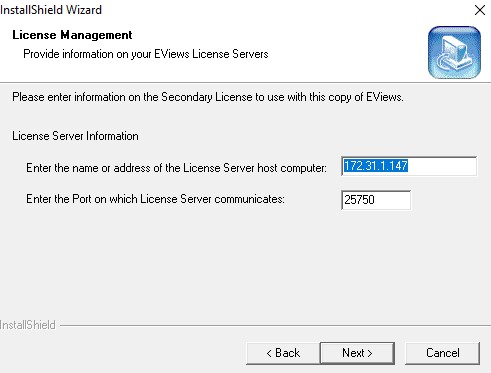 InstallShield Wizard
License Management
Provide information on your EViews License Servers
Please enter information on the Secondary License to use with this copy of EViews.
License Server Information
Enter the name or address of the License Server host computer: 172.31.1.147
Enter the Port on which License Server communicates: 25750
InstallShield
< Back Next > Cancel